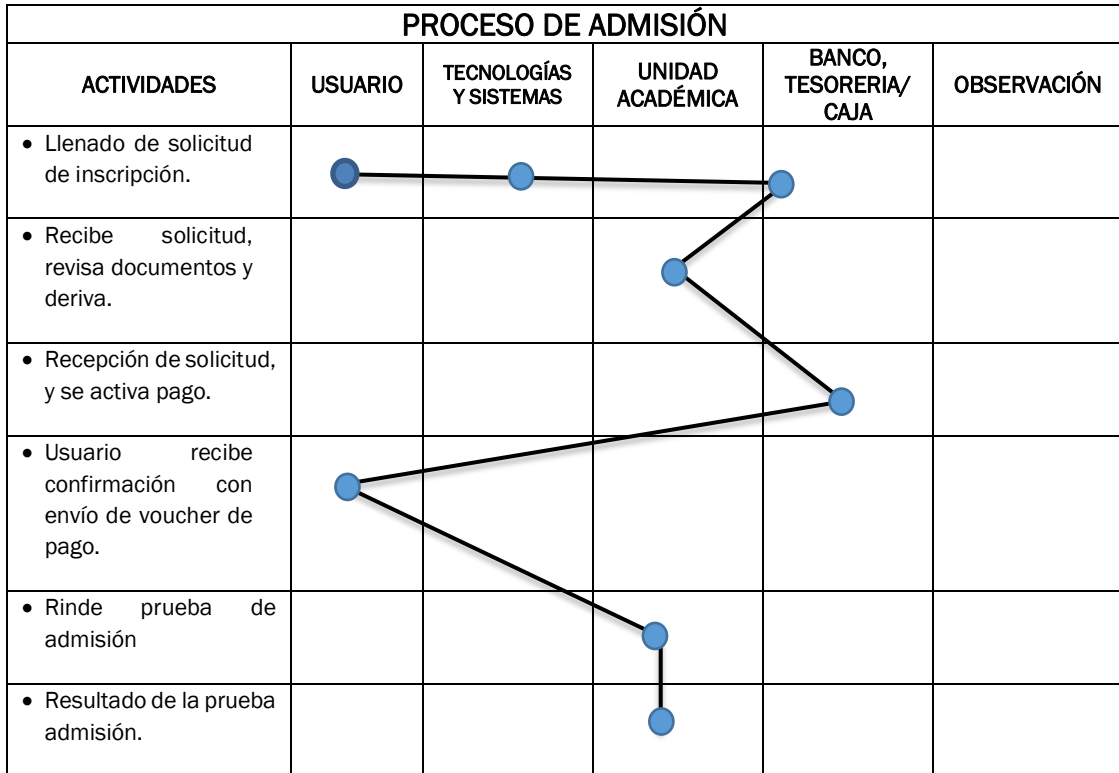 PROCESO DE ADMISIÓN
ACTIVIDADES
USUARIO
TECNOLOGÍAS
Y SISTEMAS
UNIDAD
ACADÉMICA
BANCO,
TESORERIA/
CAJA
OBSERVACIÓN
• Llenado de solicitud
de inscripción.
• Recibe solicitud,
revisa documentos y
deriva.
• Recepción de solicitud,
y se activa pago.
• Usuario recibe
confirmación con
envío de voucher de
pago.
• Rinde prueba de
admisión
• Resultado de la prueba
admisión.